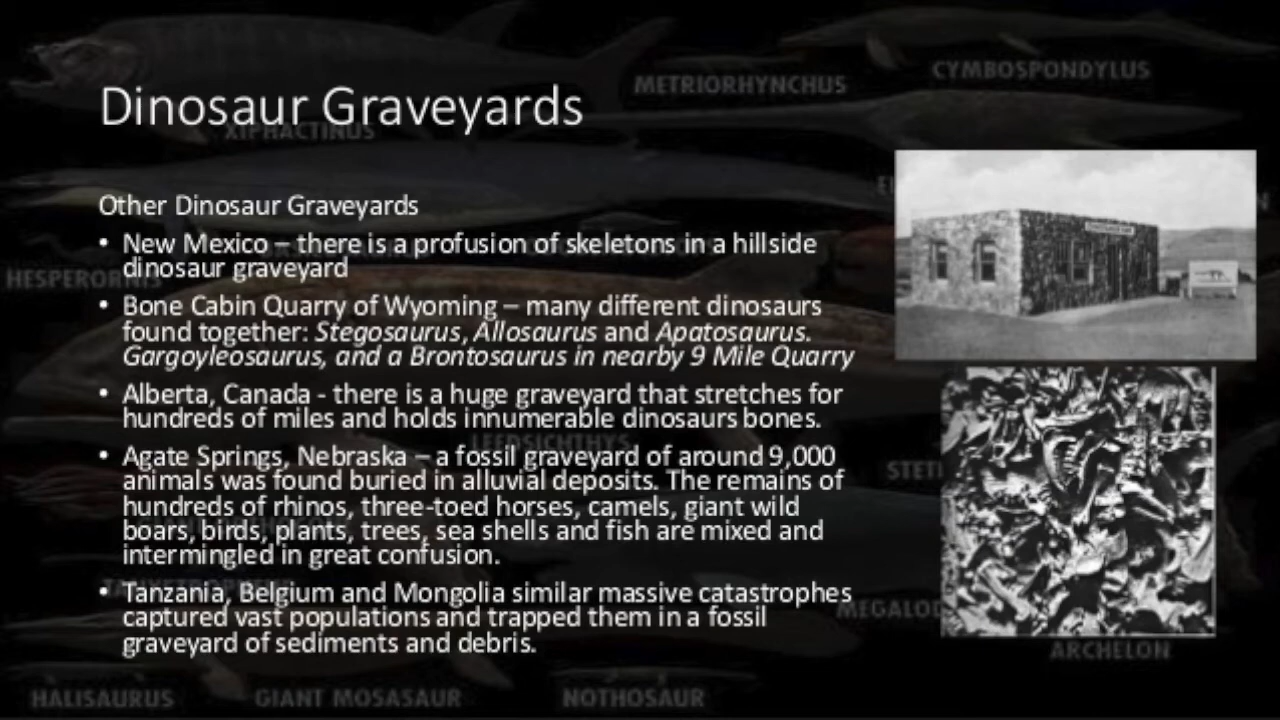 METRIORHYNCHUS
CYMBOSPONDYLUS
Dinosaur Graveyards
XIPHACTINUS
Other Dinosaur Graveyards
• New Mexico – there is a profusion of skeletons in a hillside
dinosaur graveyard
HESPERORNIS
• Bone Cabin Quarry of Wyoming – many different dinosaurs
found together: Stegosaurus, Allosaurus and Apatosaurus.
Gargoyleosaurus, and a Brontosaurus in nearby 9 Mile Quarry
• Alberta, Canada - there is a huge graveyard that stretches for
hundreds of miles and holds innumerable dinosaurs bones.
LEEDSICHTHYS
• Agate Springs, Nebraska – a fossil graveyard of around 9,000
animals was found buried in alluvial deposits. The remains of
hundreds of rhinos, three-toed horses, camels, giant wild
boars, birds, plants, trees, sea shells and fish are mixed and
intermingled in great confusion.
• Tanzania, Belgium and Mongolia similar massive catastrophes
captured vast populations and trapped them in a fossil
graveyard of sediments and debris.
ARCHELON
HALISAURUS
GIANT MOSASAUR
NOTHOSAUR